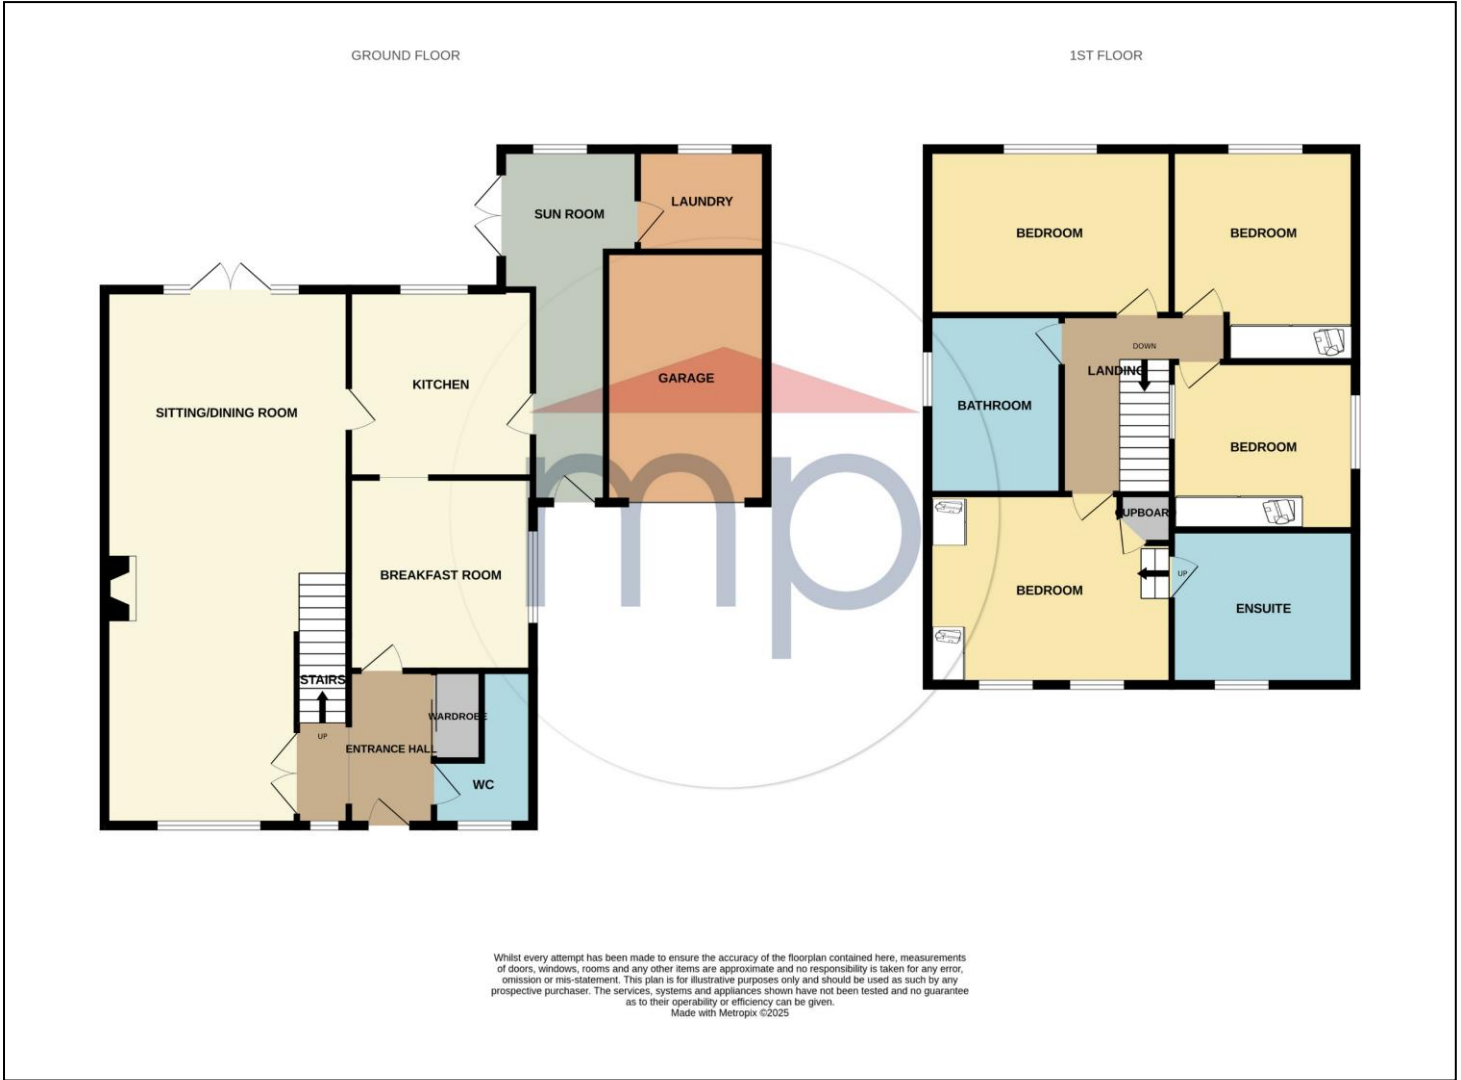 GROUND FLOOR
1ST FLOOR
SUN ROOM
LAUNDRY
KITCHEN
SITTING/DINING ROOM
GARAGE
BREAKFAST ROOM
STAIRS
UP
WARDROBE
ENTRANCE HALL
WC
BEDROOM
BEDROOM
DOWN
LANDING
BATHROOM
BEDROOM
CUPBOARD
BEDROOM
UP
ENSUITE
mp
Whilst every attempt has been made to ensure the accuracy of the floorplan contained here, measurements
of doors, windows, rooms and any other items are approximate and no responsibility is taken for any error,
omission or mis-statement. This plan is for illustrative purposes only and should be used as such by any
prospective purchaser. The services, systems and appliances shown have not been tested and no guarantee
as to their operability or efficiency can be given.
Made with Metropix ©2025